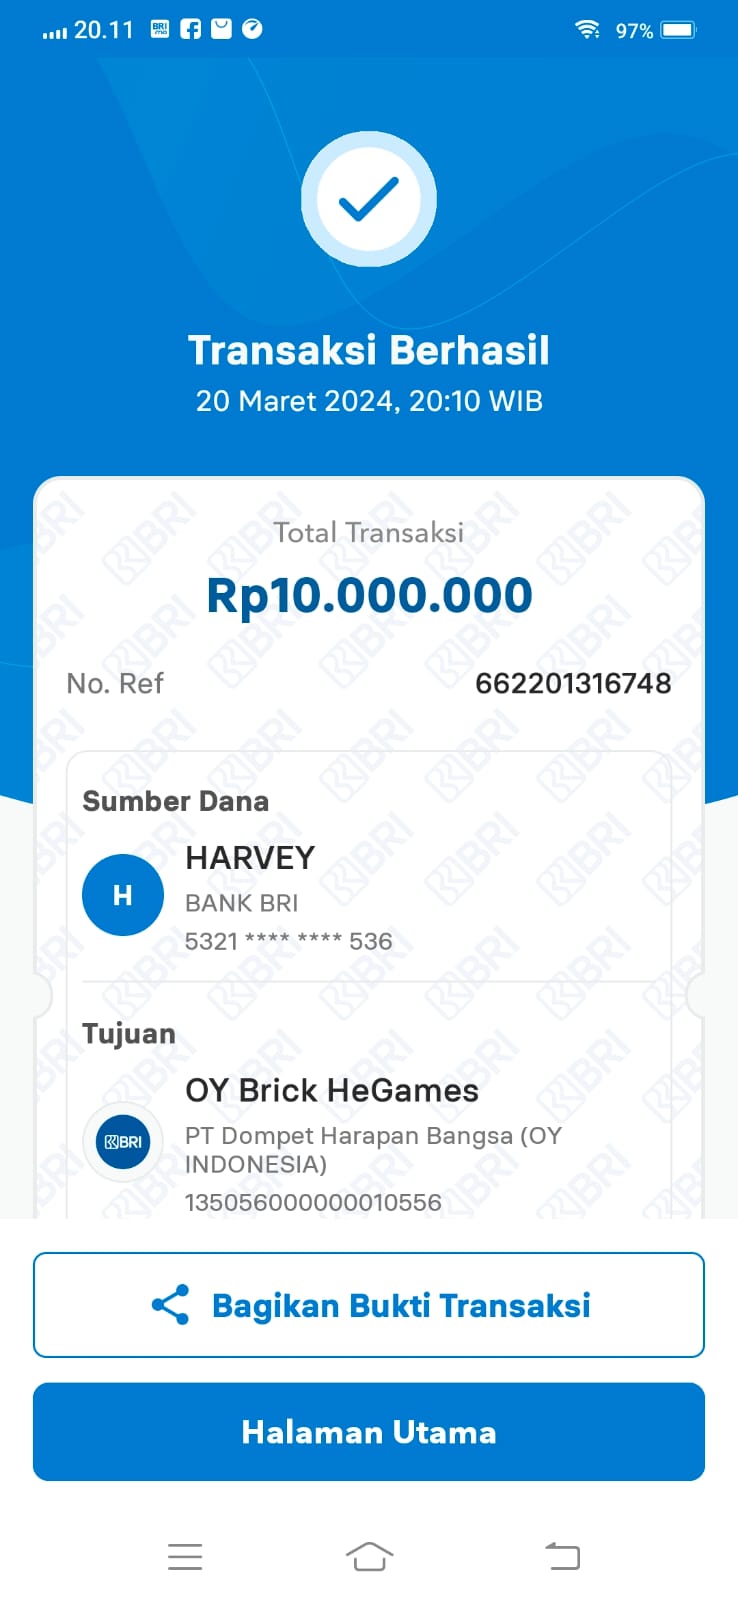 20.11 BRI mo 97%
Transaksi Berhasil
20 Maret 2024, 20:10 WIB
Total Transaksi
Rp10.000.000
No. Ref 662201316748
Sumber Dana
H
HARVEY
BANK BRI
5321 **** **** 536
Tujuan
OY Brick HeGames
BRI
PT Dompet Harapan Bangsa (OY
INDONESIA)
135056000000010556
Bagikan Bukti Transaksi
Halaman Utama